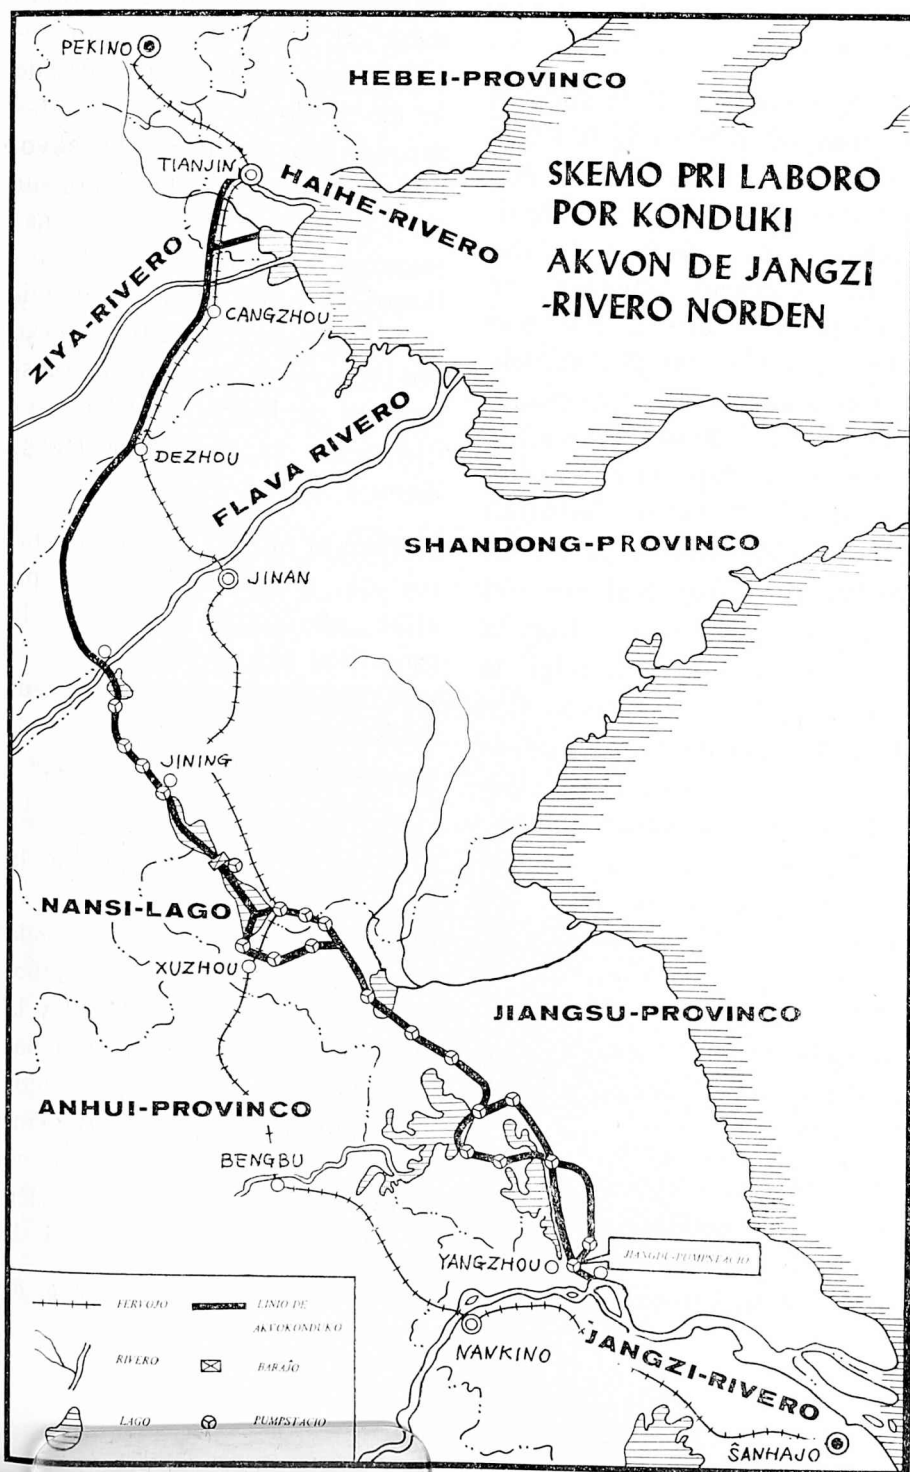 PEKINO
HEBEI-PROVINCO
SKEMO PRI LABORO
POR KONDUKI
AKVON DE JANGZI
-RIVERO NORDEN
TIANJIN
HAIHE-RIVERO
ZIYA-RIVERO
CANGZHOU
DEZHOU
FLAVA RIVERO
SHANDONG-PROVINCO
JINAN
JINING
NANSI-LAGO
XUZHOU
JIANGSU-PROVINCO
ANHUI-PROVINCO
BENGBU
YANGZHOU
JIANGDU-PUMPSTACIO
NANKINO
JANGZI-RIVERO
ŜANHAJO
FERVOJO
LINIO DE
AKVOKONDUKO
RIVERO
BARAĴO
LAGO
PUMPSTACIO